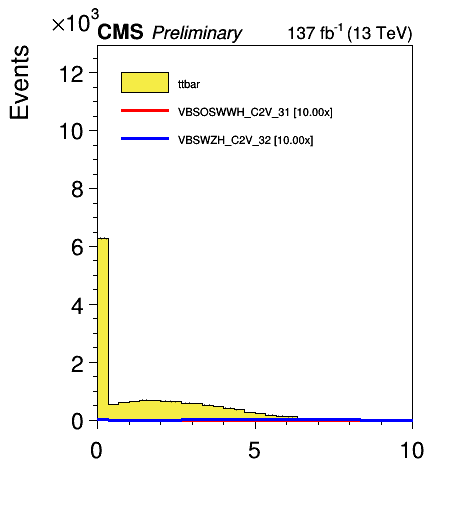 ×10³
CMS Preliminary 137 fb⁻¹ (13 TeV)
Events
12
10
8
6
4
2
0
ttbar
VBSOSWWH_C2V_31 [10.00x]
VBSWZH_C2V_32 [10.00x]
0 5 10